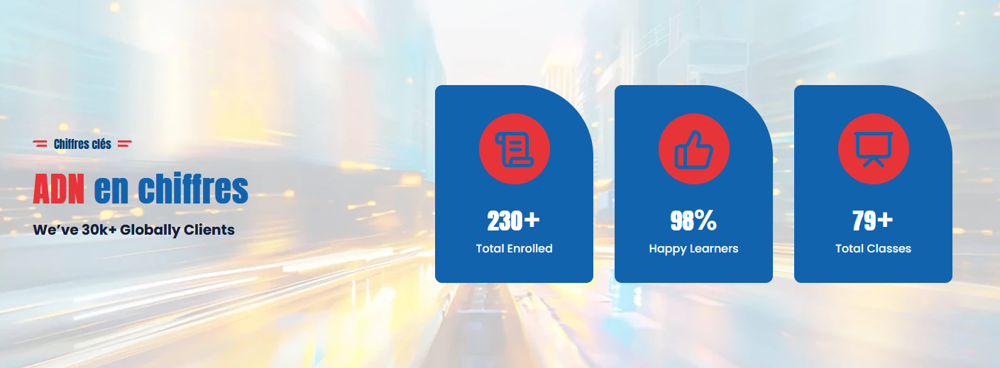 Chiffres clés
ADN en chiffres
We’ve 30k+ Globally Clients
230+
Total Enrolled
98%
Happy Learners
79+
Total Classes